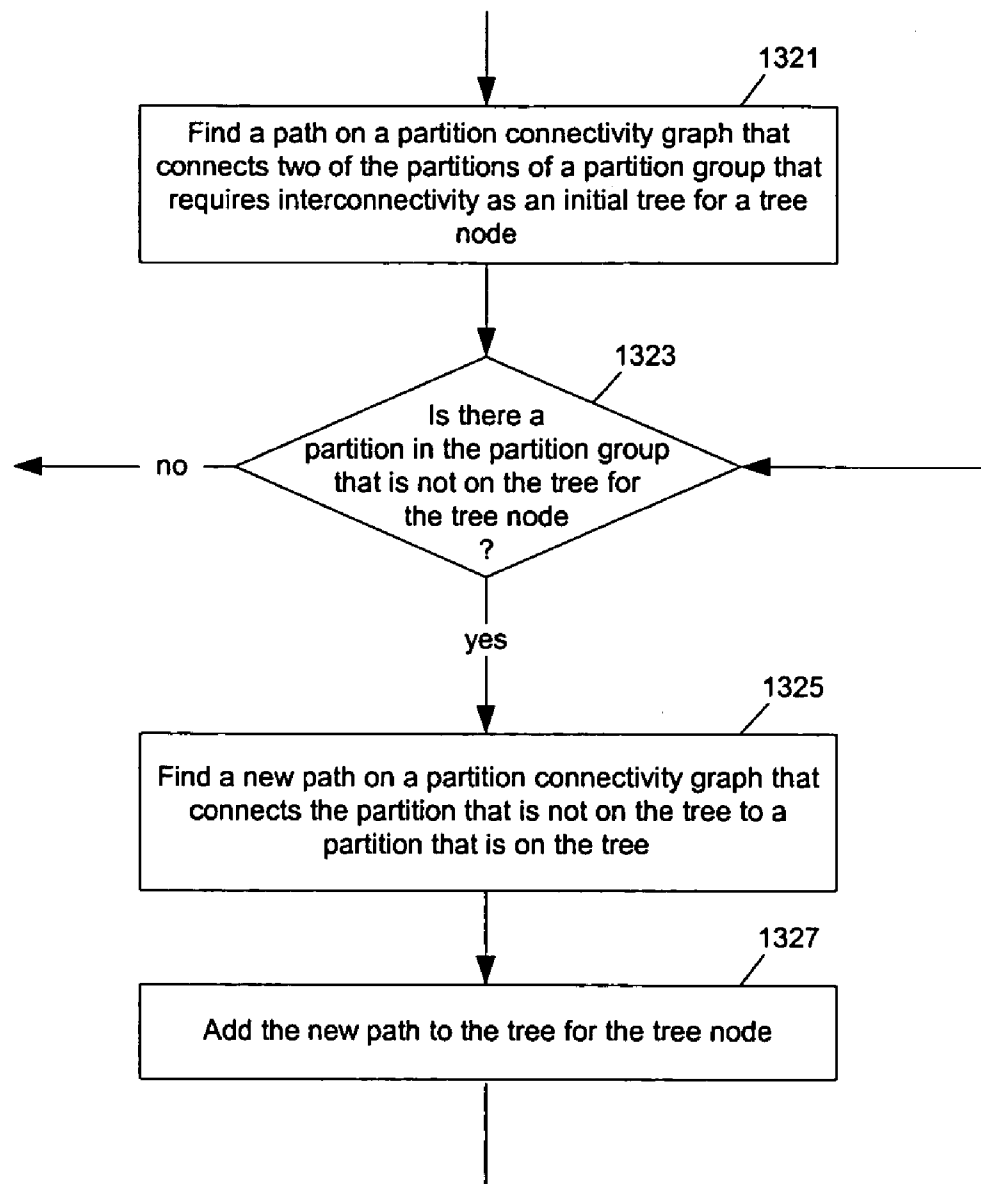 1321
Find a path on a partition connectivity graph that
connects two of the partitions of a partition group that
requires interconnectivity as an initial tree for a tree
node
1323
Is there a
partition in the partition group
that is not on the tree for
the tree node
?
no
yes
1325
Find a new path on a partition connectivity graph that
connects the partition that is not on the tree to a
partition that is on the tree
1327
Add the new path to the tree for the tree node